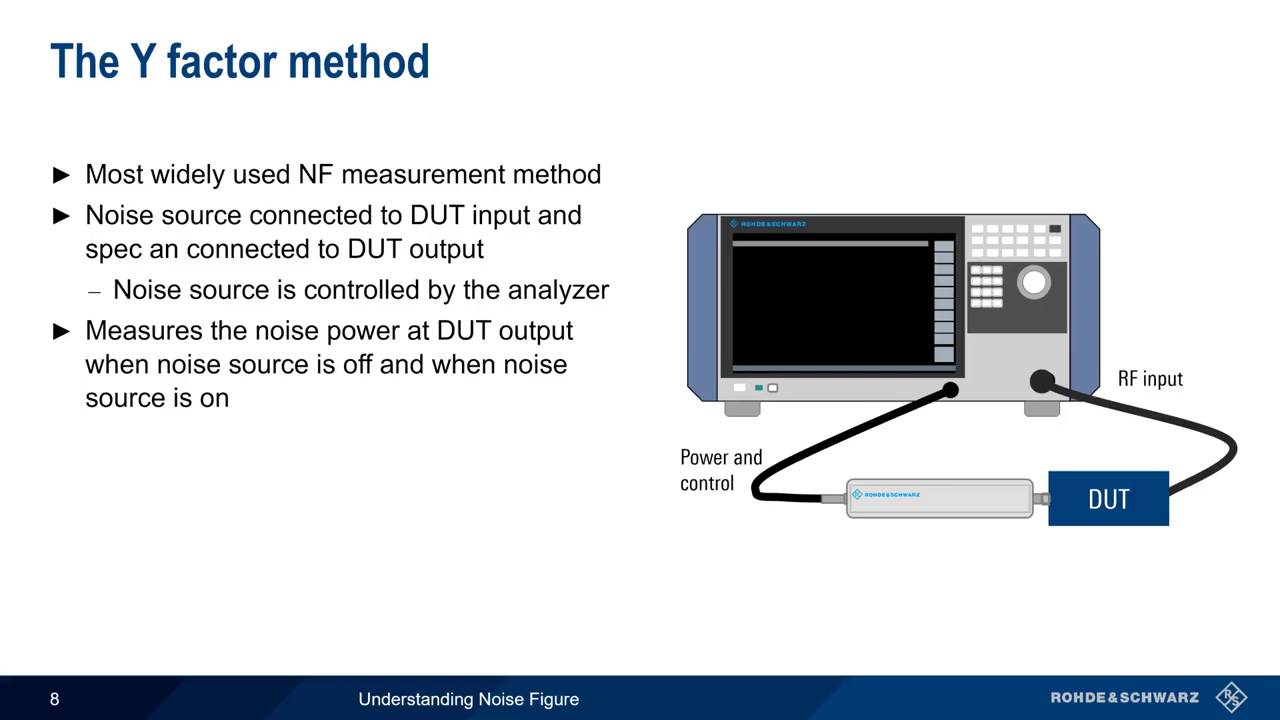 The Y factor method
► Most widely used NF measurement method
► Noise source connected to DUT input and
spec an connected to DUT output
– Noise source is controlled by the analyzer
► Measures the noise power at DUT output
when noise source is off and when noise
source is on
ROHDE&SCHWARZ
RF input
Power and
control
ROHDE&SCHWARZ
DUT
8
Understanding Noise Figure
ROHDE&SCHWARZ
RS